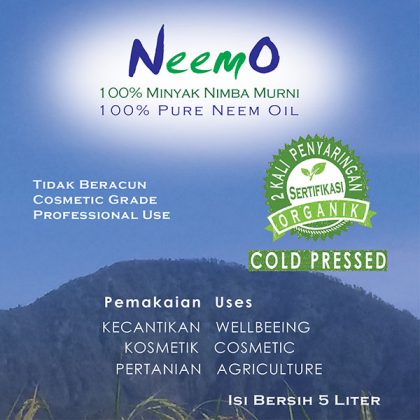 NeemO
100% Minyak Nimba Murni
100% Pure Neem Oil
2 KALI PENYARINGAN
SERTIFIKASI
ORGANIK
COLD PRESSED
Tidak Beracun
Cosmetic Grade
Professional Use
Pemakaian Uses
KECANTIKAN WELLBEEING
KOSMETIK COSMETIC
PERTANIAN AGRICULTURE
Isi Bersih 5 Liter